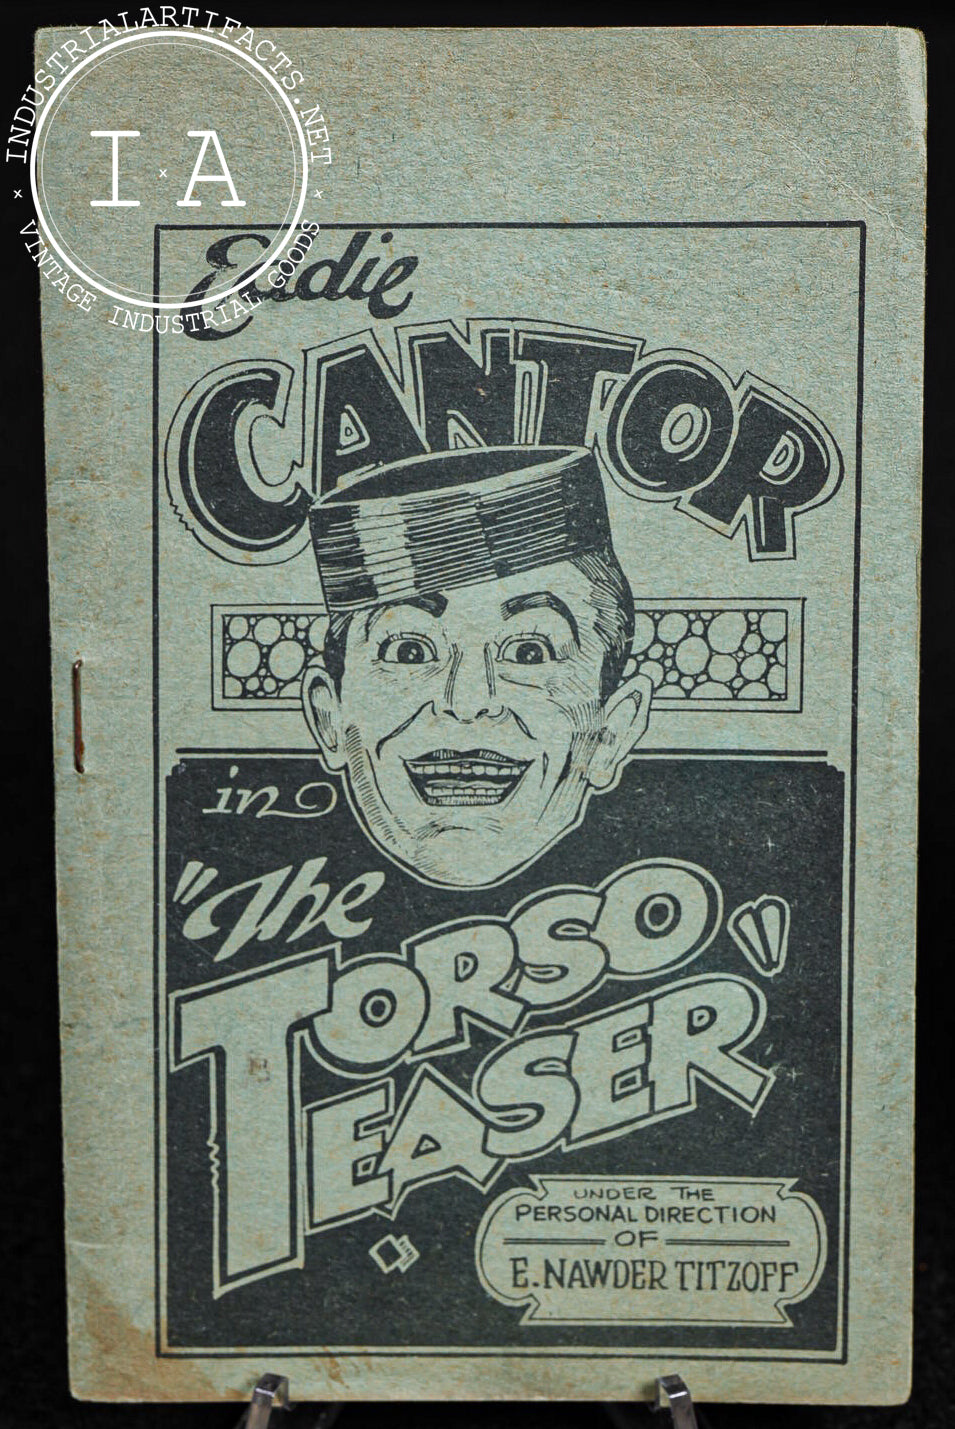 INDUSTRIALARTIFACTS.NET
I × A
VINTAGE INDUSTRIAL GOODS
Eddie
CANTOR
in
"The
TORSO"
TEASER
UNDER THE
PERSONAL DIRECTION
OF
E. NAWDER TITZOFF